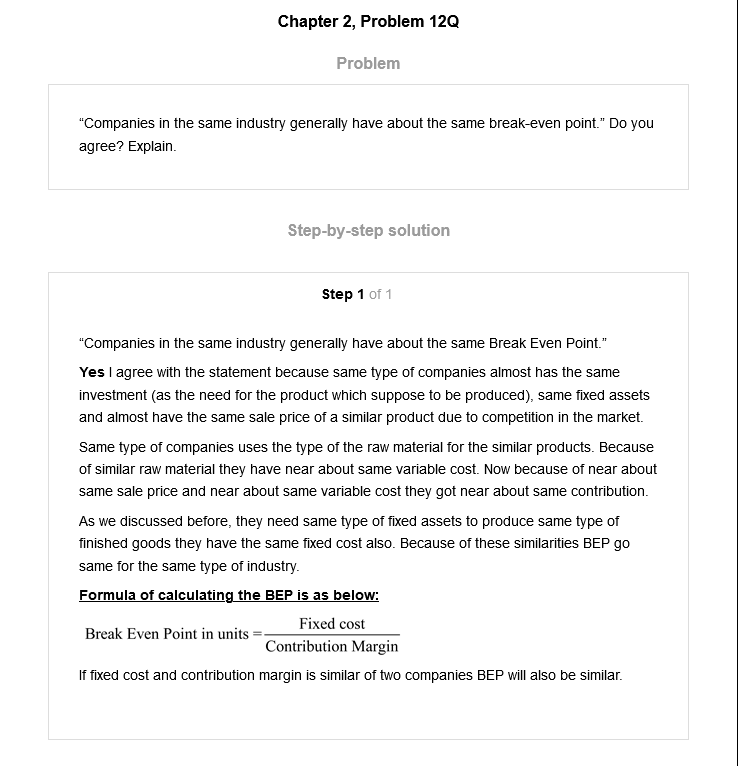 Chapter 2, Problem 12Q
Problem
“Companies in the same industry generally have about the same break-even point.” Do you
agree? Explain.
Step-by-step solution
Step 1 of 1
“Companies in the same industry generally have about the same Break Even Point.”
Yes I agree with the statement because same type of companies almost has the same
investment (as the need for the product which suppose to be produced), same fixed assets
and almost have the same sale price of a similar product due to competition in the market.
Same type of companies uses the type of the raw material for the similar products. Because
of similar raw material they have near about same variable cost. Now because of near about
same sale price and near about same variable cost they got near about same contribution.
As we discussed before, they need same type of fixed assets to produce same type of
finished goods they have the same fixed cost also. Because of these similarities BEP go
same for the same type of industry.
Formula of calculating the BEP is as below:
Break Even Point in units = Fixed cost
Contribution Margin
If fixed cost and contribution margin is similar of two companies BEP will also be similar.